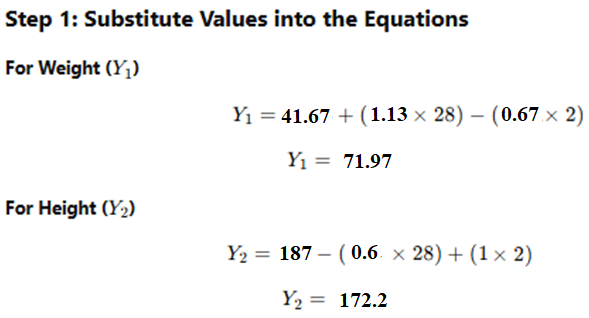 Step 1: Substitute Values into the Equations
For Weight (Y₁)
Y₁ = 41.67 + (1.13 × 28) − (0.67 × 2)
Y₁ = 71.97
For Height (Y₂)
Y₂ = 187 − ( 0.6 × 28) + (1 × 2)
Y₂ = 172.2